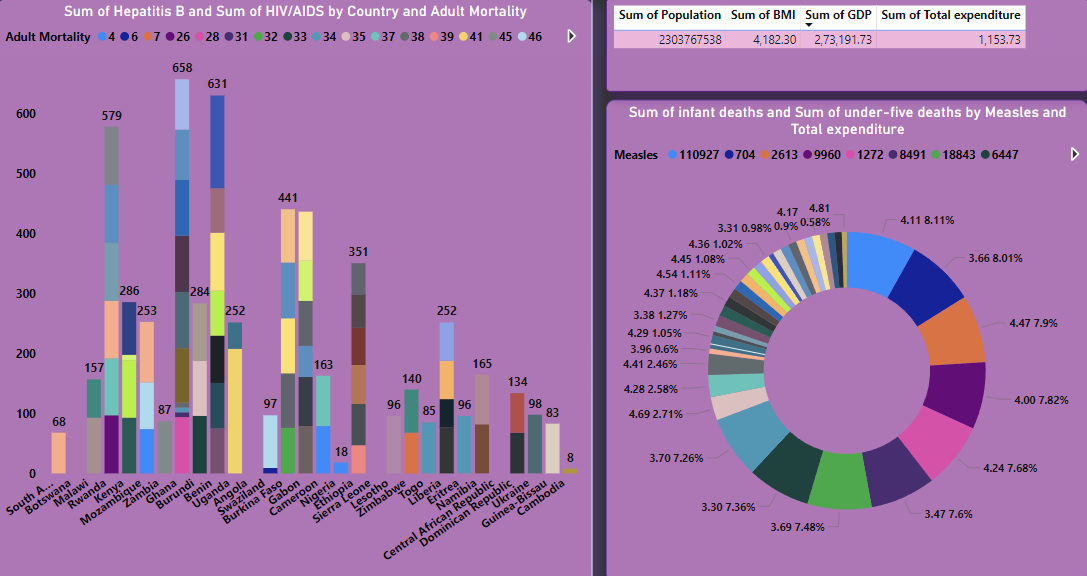 Sum of Hepatitis B and Sum of HIV/AIDS by Country and Adult Mortality
Adult Mortality 4 6 7 26 28 31 32 33 34 35 37 38 39 41 45 46
658
631
579
600
500
441
400
351
300
286
284
253
252
252
200
157
163
165
140
134
100
68
87
97
18
96
85
96
98
83
8
0
South A...
Botswana
Malawi
Rwanda
Kenya
Mozambique
Zambia
Ghana
Burundi
Benin
Uganda
Angola
Swaziland
Burkina Faso
Gabon
Cameroon
Nigeria
Ethiopia
Sierra Leone
Lesotho
Zimbabwe
Togo
Liberia
Eritrea
Namibia
Central African Republic
Dominican Republic
Ukraine
Guinea-Bissau
Cambodia
Sum of Population Sum of BMI Sum of GDP Sum of Total expenditure
2303767538 4,182.30 2,73,191.73 1,153.73
Sum of infant deaths and Sum of under-five deaths by Measles and
Total expenditure
Measles 110927 704 2613 9960 1272 8491 18843 6447
4.11 8.11%
3.66 8.01%
4.47 7.9%
4.00 7.82%
4.24 7.68%
3.47 7.6%
3.69 7.48%
3.30 7.36%
3.70 7.26%
4.69 2.71%
4.28 2.58%
4.41 2.46%
3.96 0.6%
4.29 1.05%
3.38 1.27%
4.37 1.18%
4.54 1.11%
4.45 1.08%
4.36 1.02%
3.31 0.98%
4.17
0.9%
4.81
0.58%